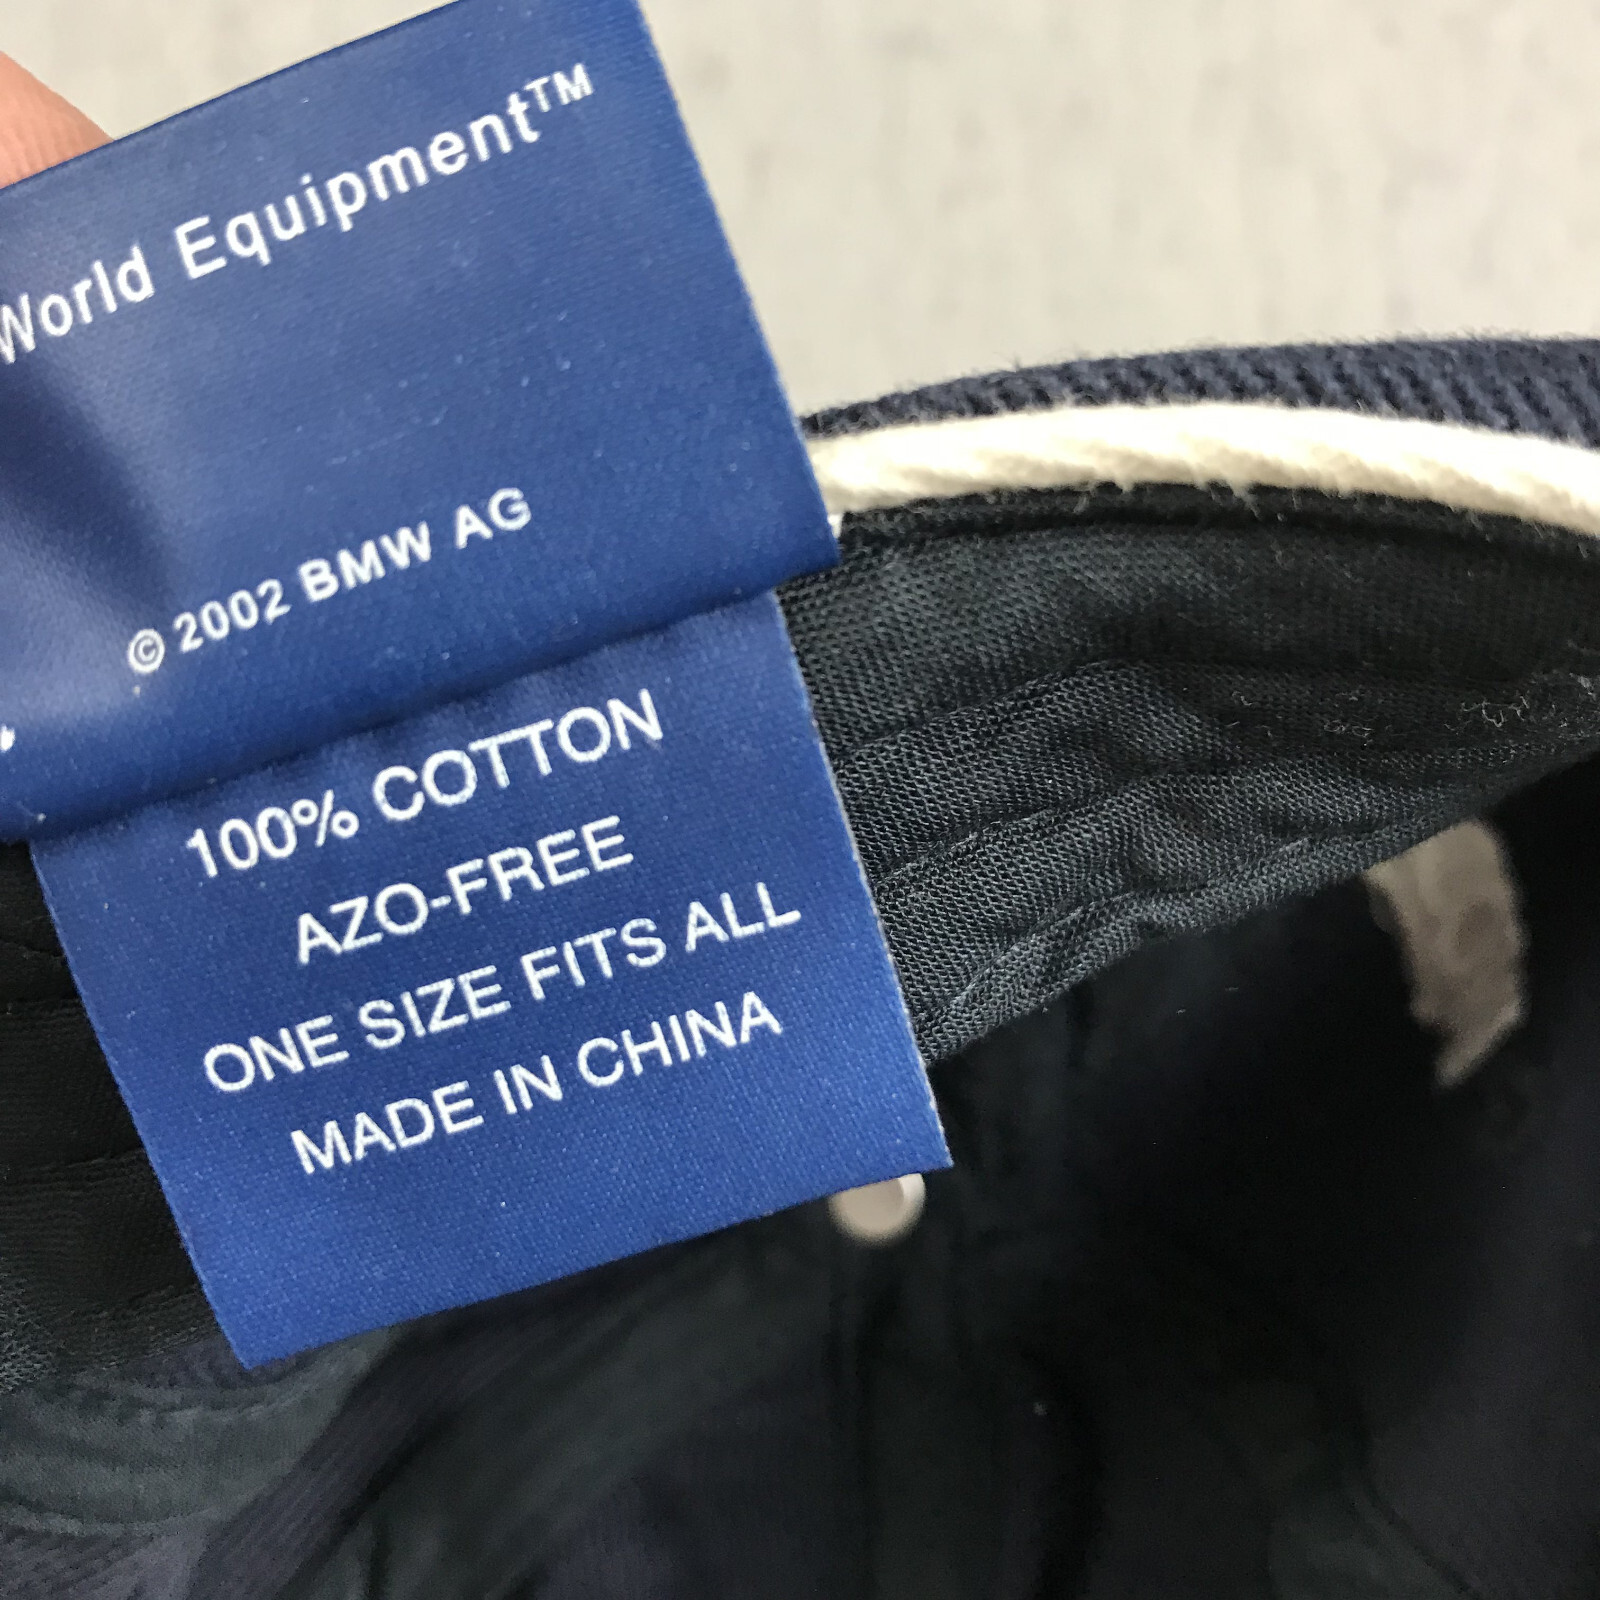 World Equipment™
© 2002 BMW AG
100% COTTON
AZO-FREE
ONE SIZE FITS ALL
MADE IN CHINA